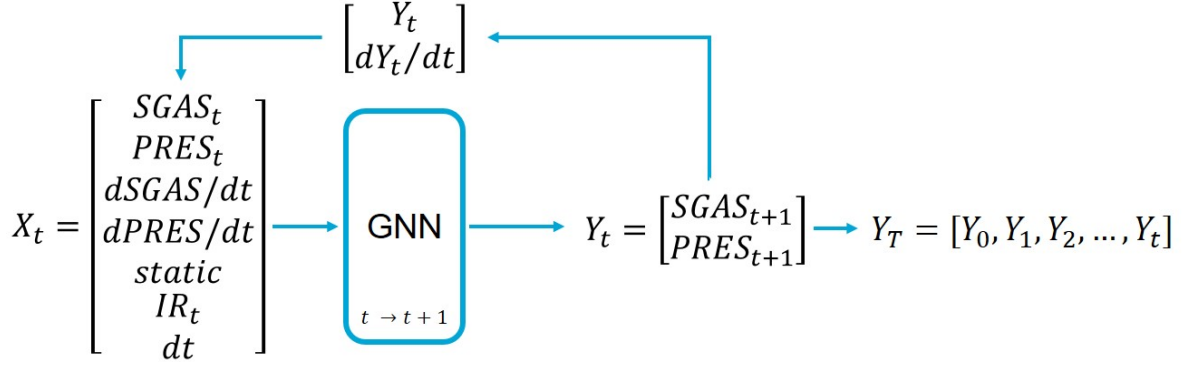 Y_t
dY_t/dt
X_t =
SGAS_t
PRES_t
dSGAS/dt
dPRES/dt
static
IR_t
dt
GNN
t → t + 1
Y_t =
SGAS_{t+1}
PRES_{t+1}
Y_T = [Y_0, Y_1, Y_2, ..., Y_t]